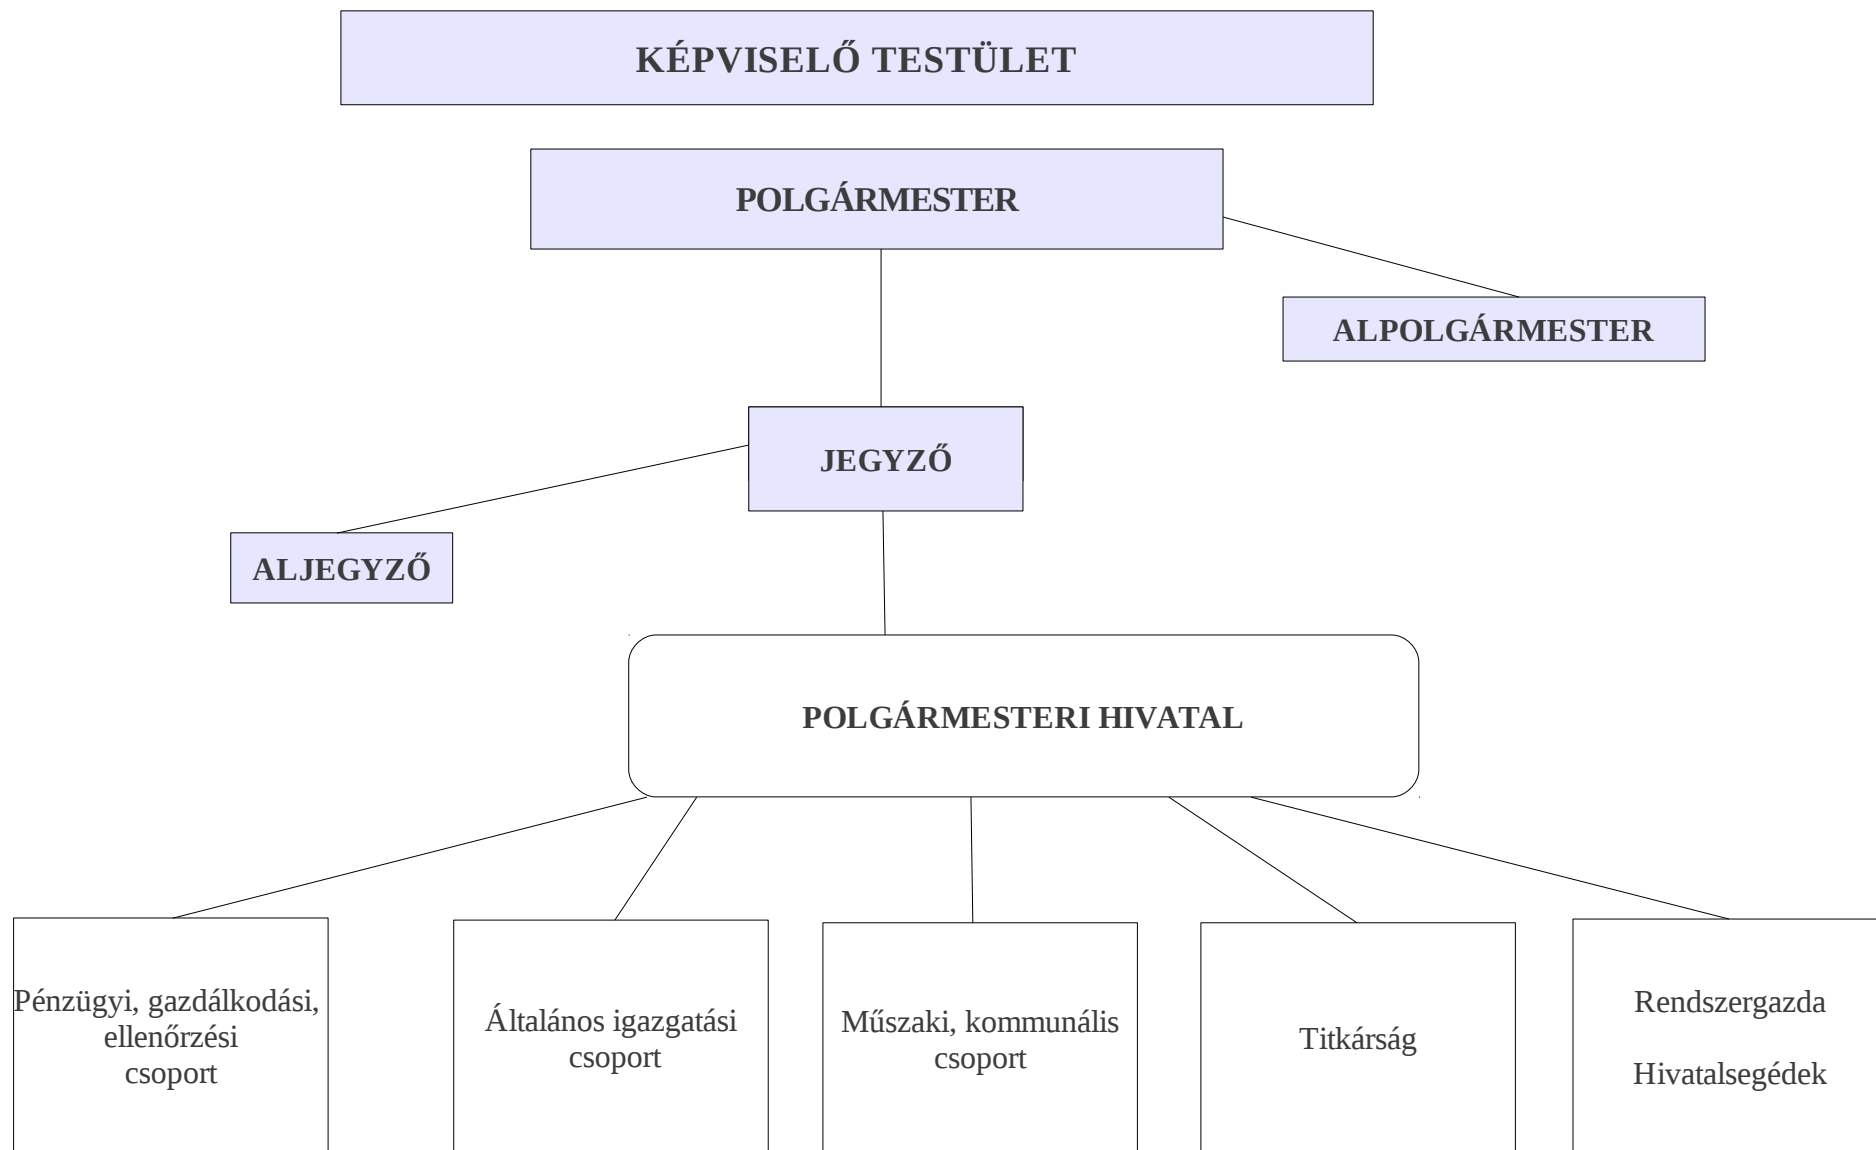 KÉPVISELŐ TESTÜLET
POLGÁRMESTER
ALPOLGÁRMESTER
JEGYZŐ
ALJEGYZŐ
POLGÁRMESTERI HIVATAL
Pénzügyi, gazdálkodási,
ellenőrzési
csoport
Általános igazgatási
csoport
Műszaki, kommunális
csoport
Titkárság
Rendszergazda
Hivatalsegédek